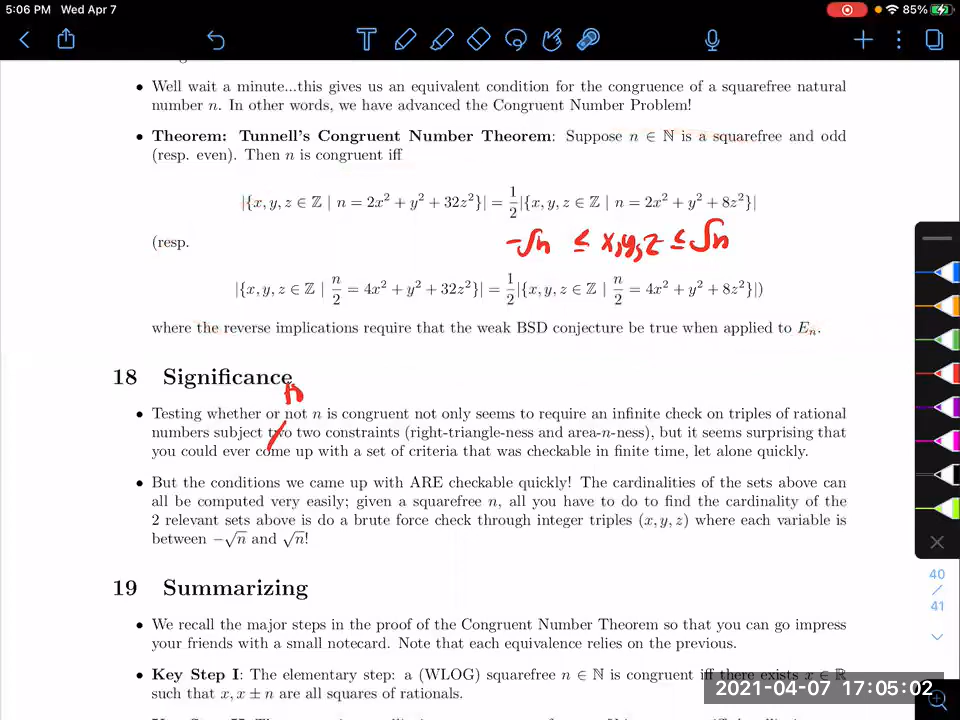 5:06 PM Wed Apr 7
85%
• Well wait a minute...this gives us an equivalent condition for the congruence of a squarefree natural
number n. In other words, we have advanced the Congruent Number Problem!
• Theorem: Tunnell's Congruent Number Theorem: Suppose n ∈ ℕ is a squarefree and odd
(resp. even). Then n is congruent iff
|{x, y, z ∈ ℤ | n = 2x² + y² + 32z²}| = 1/2|{x, y, z ∈ ℤ | n = 2x² + y² + 8z²}|
-√n ≤ x,y,z ≤ √n
(resp.
|{x, y, z ∈ ℤ | n/2 = 4x² + y² + 32z²}| = 1/2|{x, y, z ∈ ℤ | n/2 = 4x² + y² + 8z²}|)
where the reverse implications require that the weak BSD conjecture be true when applied to Eₙ.
18 Significance
to
• Testing whether or not n is congruent not only seems to require an infinite check on triples of rational
numbers subject two two constraints (right-triangle-ness and area-n-ness), but it seems surprising that
you could ever come up with a set of criteria that was checkable in finite time, let alone quickly.
• But the conditions we came up with ARE checkable quickly! The cardinalities of the sets above can
all be computed very easily; given a squarefree n, all you have to do to find the cardinality of the
2 relevant sets above is do a brute force check through integer triples (x, y, z) where each variable is
between −√n and √n!
19 Summarizing
• We recall the major steps in the proof of the Congruent Number Theorem so that you can go impress
your friends with a small notecard. Note that each equivalence relies on the previous.
• Key Step I: The elementary step: a (WLOG) squarefree n ∈ ℕ is congruent iff there exists x ∈ ℝ
such that x, x ± n are all squares of rationals.
40
/
41
2021-04-07 17:05:02